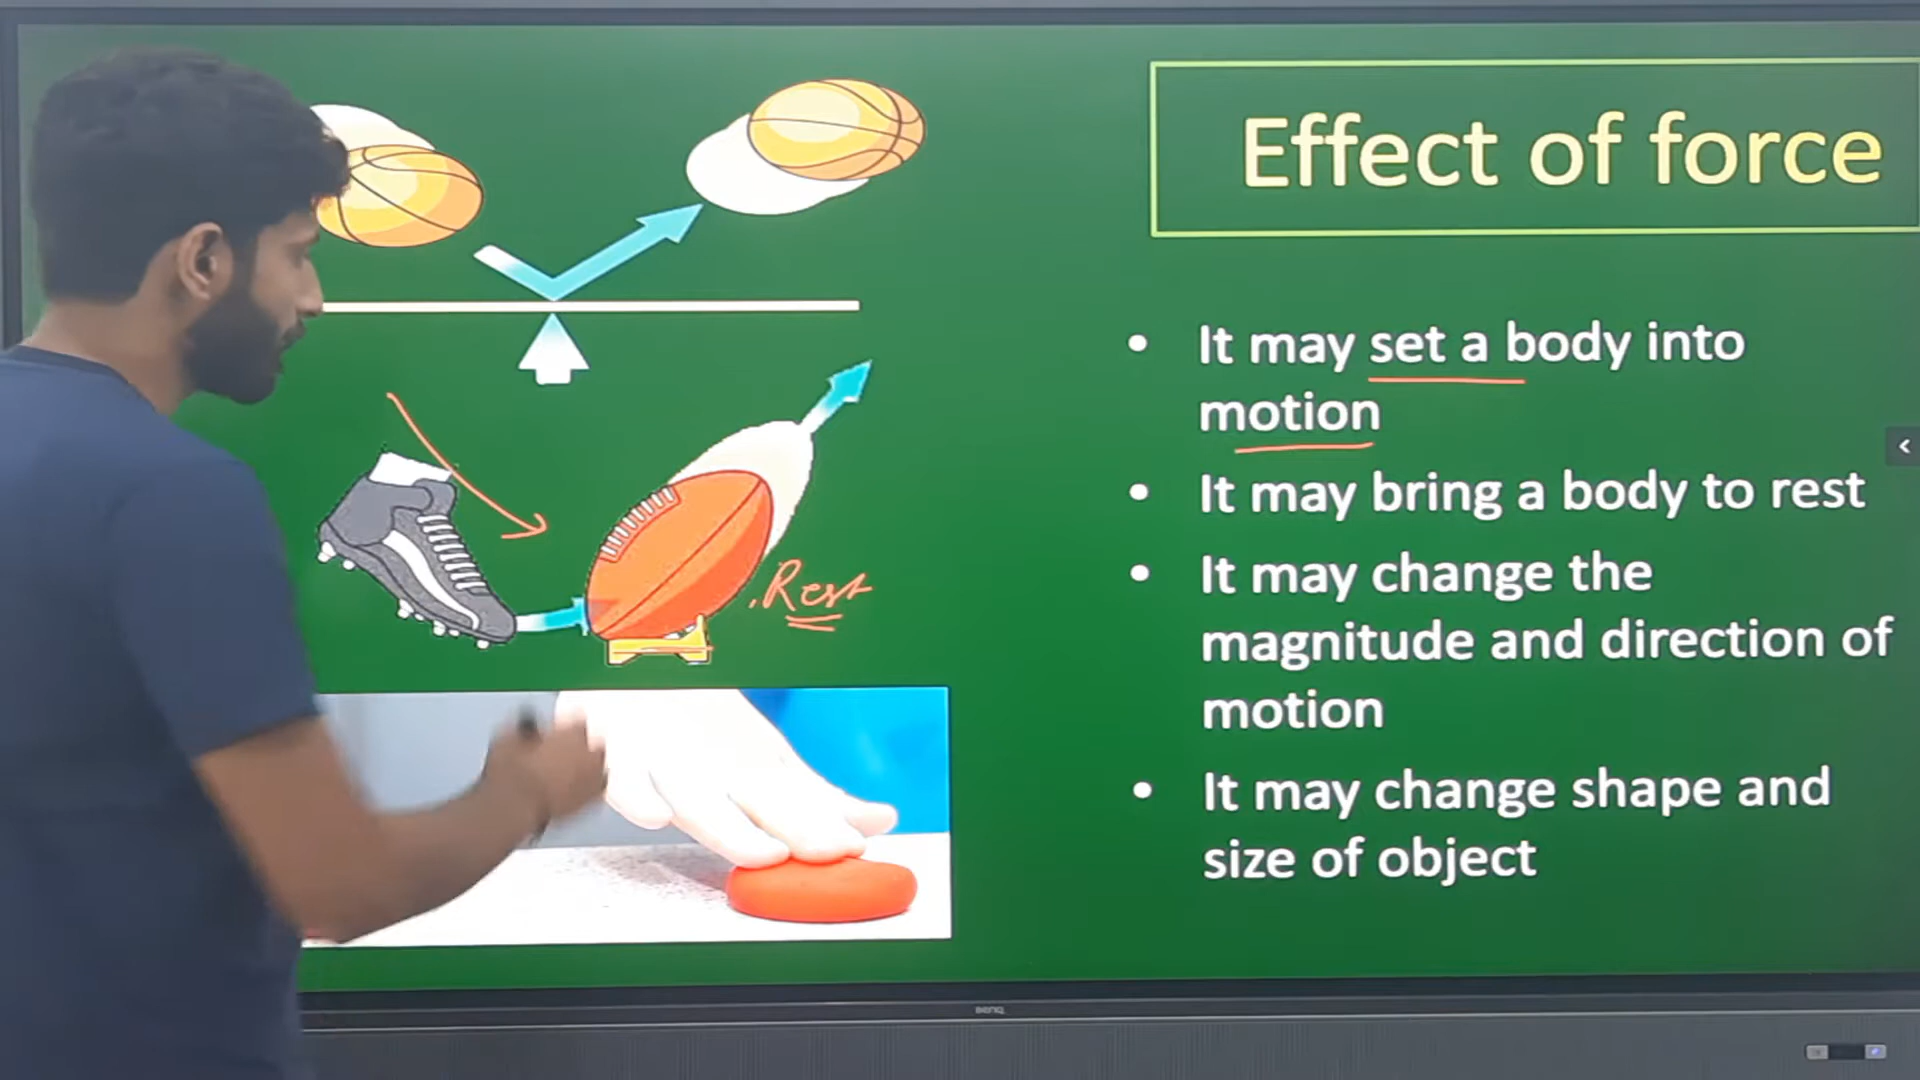 Effect of force
• It may set a body into
motion
• It may bring a body to rest
• It may change the
magnitude and direction of
motion
• It may change shape and
size of object
.Rest
BenQ